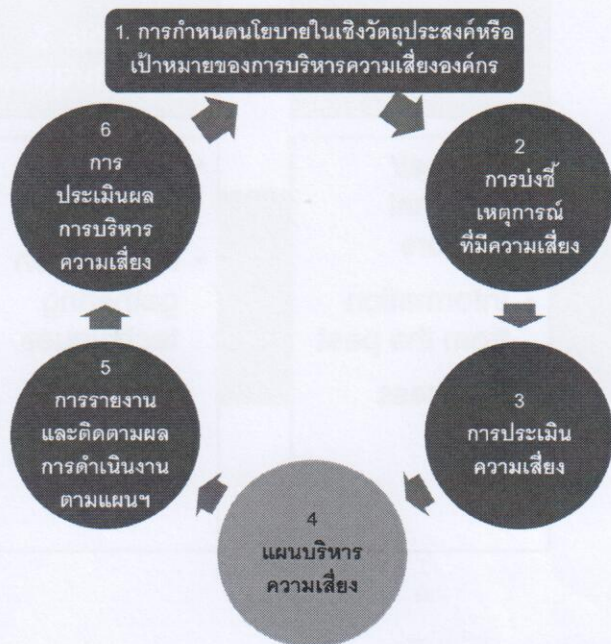 1. การกำหนดนโยบายในเชิงวัตถุประสงค์หรือ
เป้าหมายของการบริหารความเสี่ยงองค์กร
2
การบ่งชี้
เหตุการณ์
ที่มีความเสี่ยง
3
การประเมิน
ความเสี่ยง
4
แผนบริหาร
ความเสี่ยง
5
การรายงาน
และติดตามผล
การดำเนินงาน
ตามแผนฯ
6
การ
ประเมินผล
การบริหาร
ความเสี่ยง